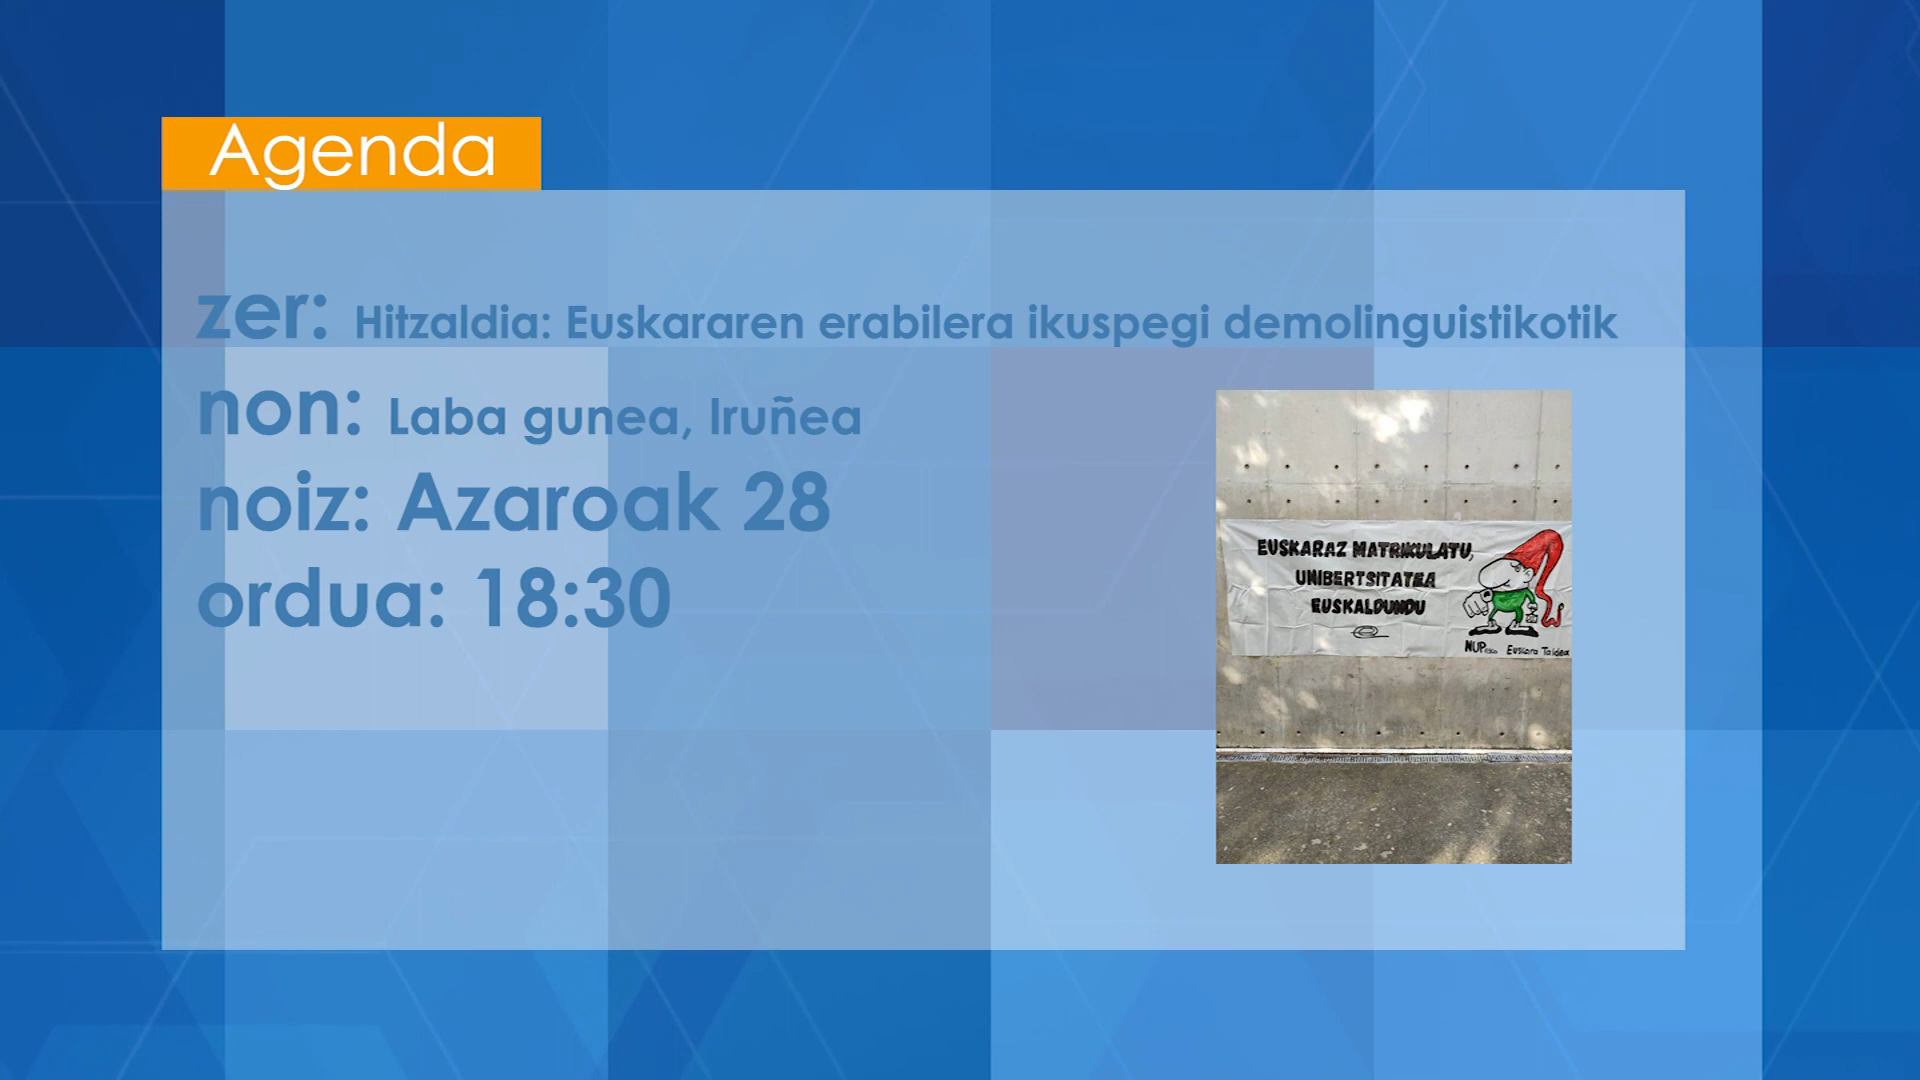 Agenda
zer: Hitzaldia: Euskararen erabilera ikuspegi demolinguistikotik
non: Laba gunea, Iruñea
noiz: Azaroak 28
ordua: 18:30
EUSKARAZ MATRIKULATU,
UNIBERTSITATEA
EUSKALDUNDU
NUP Euskara Taldea